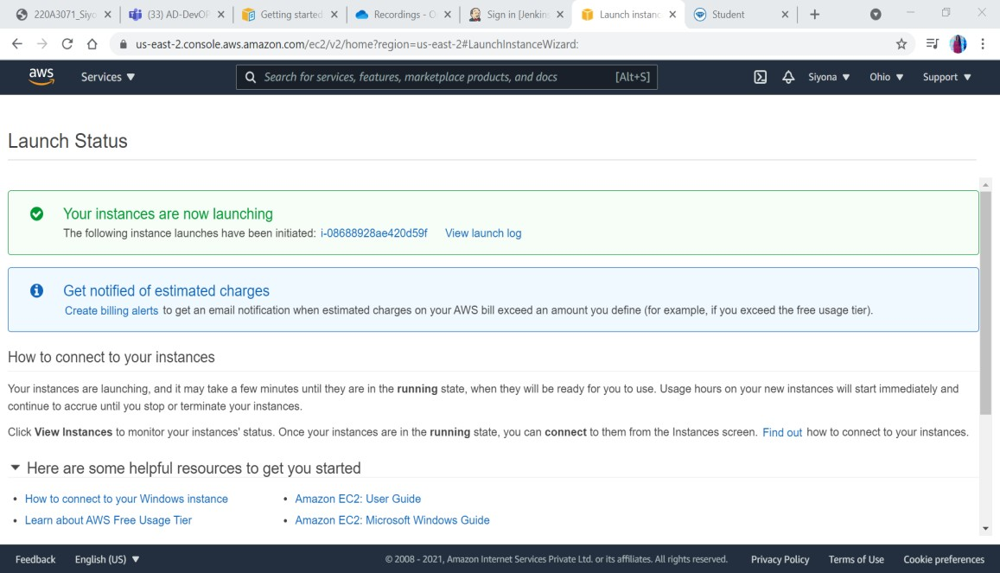 220A3071_Siyo
(33) AD-DevOP
Getting started
Recordings - O
Sign in [Jenkin
Launch instanc
Student
us-east-2.console.aws.amazon.com/ec2/v2/home?region=us-east-2#LaunchInstanceWizard:
aws
Services
Search for services, features, marketplace products, and docs
[Alt+S]
Siyona
Ohio
Support
Launch Status
Your instances are now launching
The following instance launches have been initiated: i-08688928ae420d59f View launch log
Get notified of estimated charges
Create billing alerts to get an email notification when estimated charges on your AWS bill exceed an amount you define (for example, if you exceed the free usage tier).
How to connect to your instances
Your instances are launching, and it may take a few minutes until they are in the running state, when they will be ready for you to use. Usage hours on your new instances will start immediately and
continue to accrue until you stop or terminate your instances.
Click View Instances to monitor your instances' status. Once your instances are in the running state, you can connect to them from the Instances screen. Find out how to connect to your instances.
Here are some helpful resources to get you started
• How to connect to your Windows instance
• Amazon EC2: User Guide
• Learn about AWS Free Usage Tier
• Amazon EC2: Microsoft Windows Guide
Feedback
English (US)
© 2008 - 2021, Amazon Internet Services Private Ltd. or its affiliates. All rights reserved.
Privacy Policy
Terms of Use
Cookie preferences